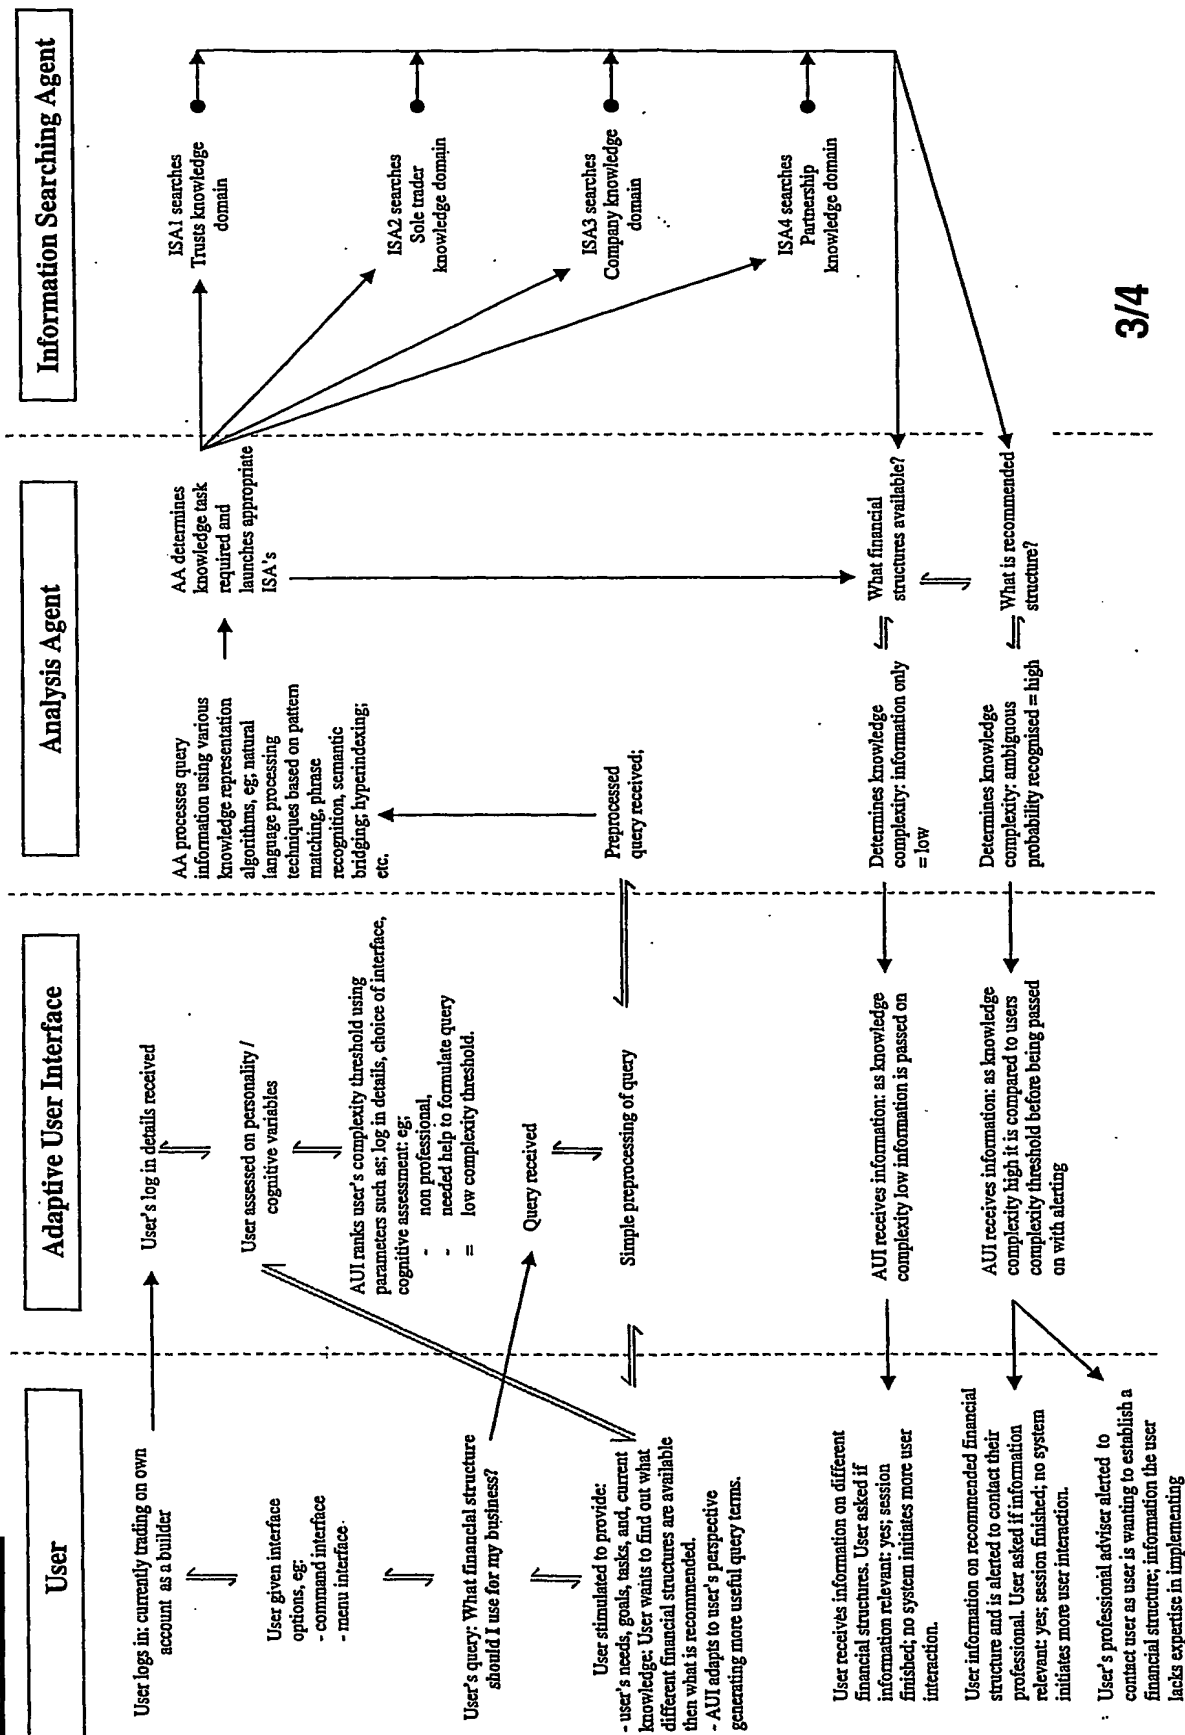 User
User logs in: currently trading on own
account as a builder
User given interface
options, eg:
- command interface
- menu interface
User's query: What financial structure
should I use for my business?
User stimulated to provide:
- user's needs, goals, tasks, and, current
knowledge: User wants to find out what
different financial structures are available
then what is recommended.
- AUI adapts to user's perspective
generating more useful query terms.
User receives information on different
financial structures. User asked if
information relevant: yes; session
finished; no system initiates more user
interaction.
User information on recommended financial
structure and is alerted to contact their
professional. User asked if information
relevant: yes; session finished; no system
initiates more user interaction.
User's professional adviser alerted to
contact user as user is wanting to establish a
financial structure; information the user
lacks expertise in implementing
Adaptive User Interface
User's log in details received
User assessed on personality /
cognitive variables
AUI ranks user's complexity threshold using
parameters such as; log in details, choice of interface,
cognitive assessment: eg;
- non professional,
- needed help to formulate query
= low complexity threshold.
Query received
Simple preprocessing of query
AUI receives information: as knowledge
complexity low information is passed on
AUI receives information: as knowledge
complexity high it is compared to users
complexity threshold before being passed
on with alerting
Analysis Agent
AA processes query
information using various
knowledge representation
algorithms, eg; natural
language processing
techniques based on pattern
matching, phrase
recognition, semantic
bridging; hyperindexing;
etc.
AA determines
knowledge task
required and
launches appropriate
ISA's
Preprocessed
query received;
Determines knowledge
complexity: information only
= low
What financial
structures available?
Determines knowledge
complexity: ambiguous
probability recognised = high
What is recommended
structure?
Information Searching Agent
ISA1 searches
Trusts knowledge
domain
ISA2 searches
Sole trader
knowledge domain
ISA3 searches
Company knowledge
domain
ISA4 searches
Partnership
knowledge domain
3/4